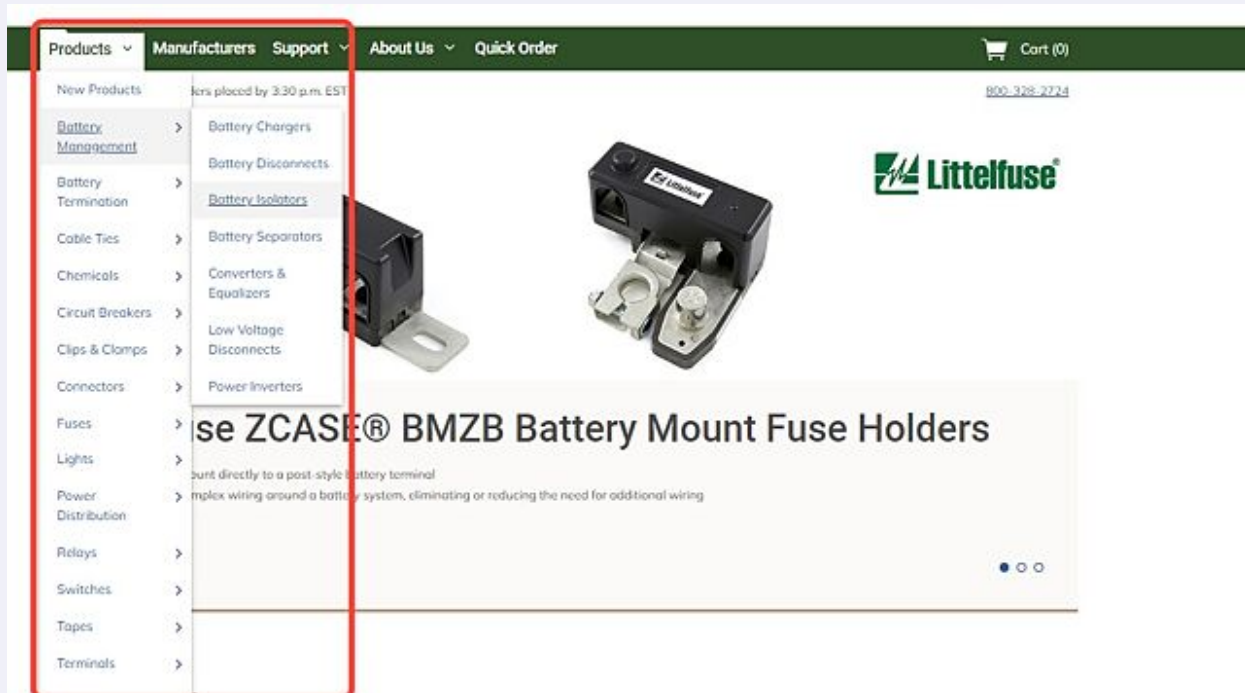 Products Manufacturers Support About Us Quick Order Cart (0)
New Products
ders placed by 3:30 p.m. EST
800-328-2724
Battery
Management
Battery
Termination
Cable Ties
Chemicals
Circuit Breakers
Clips & Clamps
Connectors
Fuses
Lights
Power
Distribution
Relays
Switches
Tapes
Terminals
Battery Chargers
Battery Disconnects
Battery Isolators
Battery Separators
Converters &
Equalizers
Low Voltage
Disconnects
Power Inverters
Littelfuse
Littelfuse®
use ZCASE® BMZB Battery Mount Fuse Holders
ount directly to a post-style battery terminal
mplex wiring around a battery system, eliminating or reducing the need for additional wiring